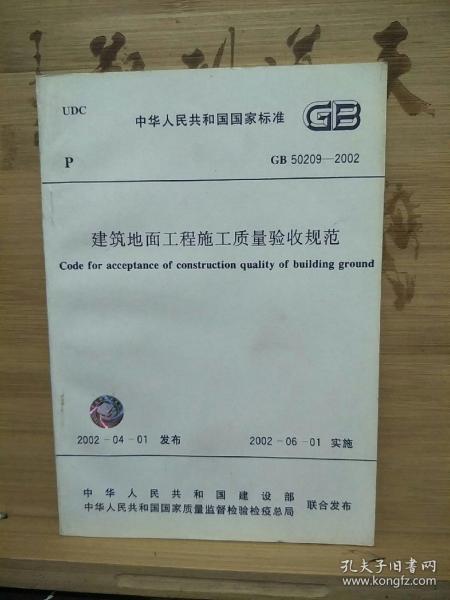 UDC
中华人民共和国国家标准 GB
P
GB 50209—2002
建筑地面工程施工质量验收规范
Code for acceptance of construction quality of building ground
2002-04-01 发布
2002-06-01 实施
中华人民共和国建设部
中华人民共和国国家质量监督检验检疫总局
联合发布
孔夫子旧书网
www.kongfz.com